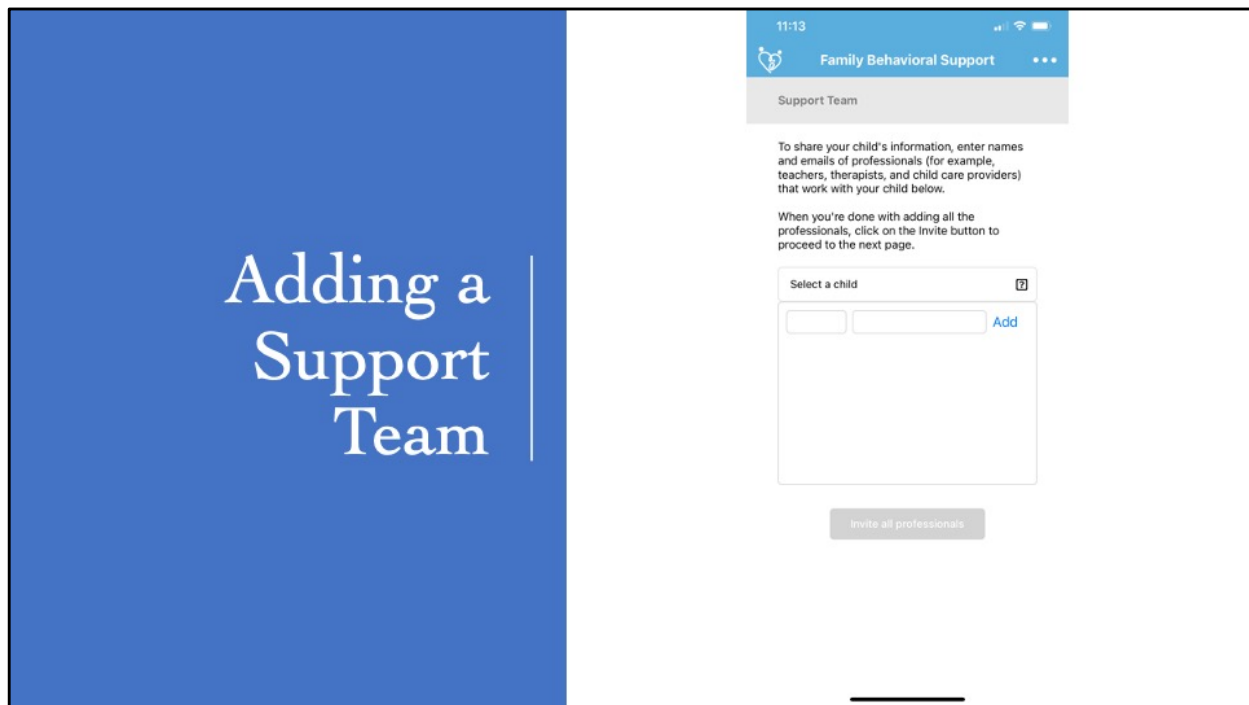 Adding a
Support
Team
11:13
Family Behavioral Support
Support Team
To share your child's information, enter names
and emails of professionals (for example,
teachers, therapists, and child care providers)
that work with your child below.
When you're done with adding all the
professionals, click on the Invite button to
proceed to the next page.
Select a child
?
Add
Invite all professionals